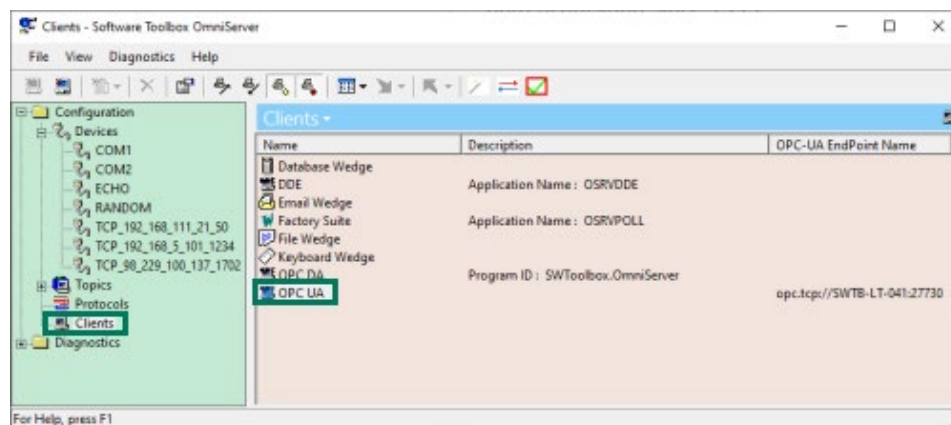 Clients - Software Toolbox OmniServer
File View Diagnostics Help
Configuration
Devices
COM1
COM2
ECHO
RANDOM
TCP_192_168_111_21_50
TCP_192_168_5_101_1234
TCP_98_229_100_137_1702
Topics
Protocols
Clients
Diagnostics
Clients
Name Description OPC-UA EndPoint Name
Database Wedge
DDE Application Name : OSRVDDE
Email Wedge
Factory Suite Application Name : OSRVPOLL
File Wedge
Keyboard Wedge
OPC DA Program ID : SWToolbox.OmniServer
OPC UA opc.tcp://SWTB-LT-041:27730
For Help, press F1